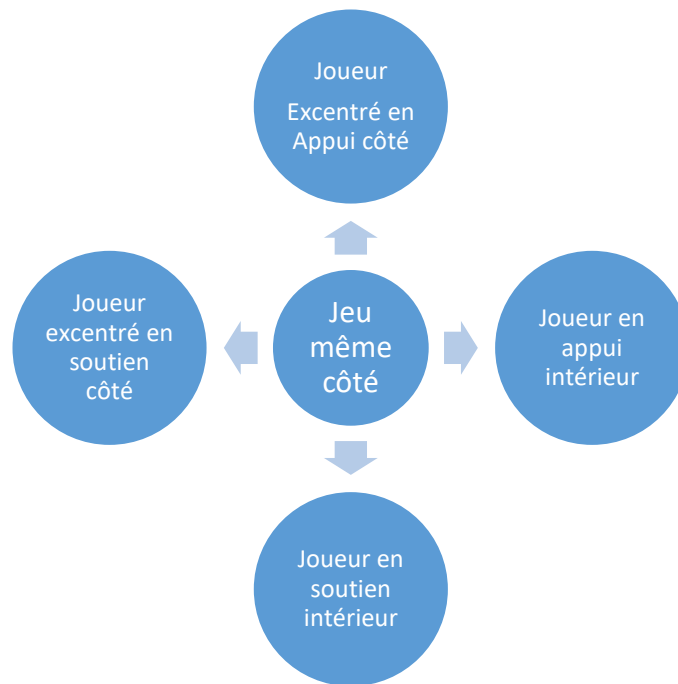 Joueur
Excentré en
Appui côté
Joueur
excentré en
soutien
côté
Jeu
même
côté
Joueur en
appui
intérieur
Joueur en
soutien
intérieur